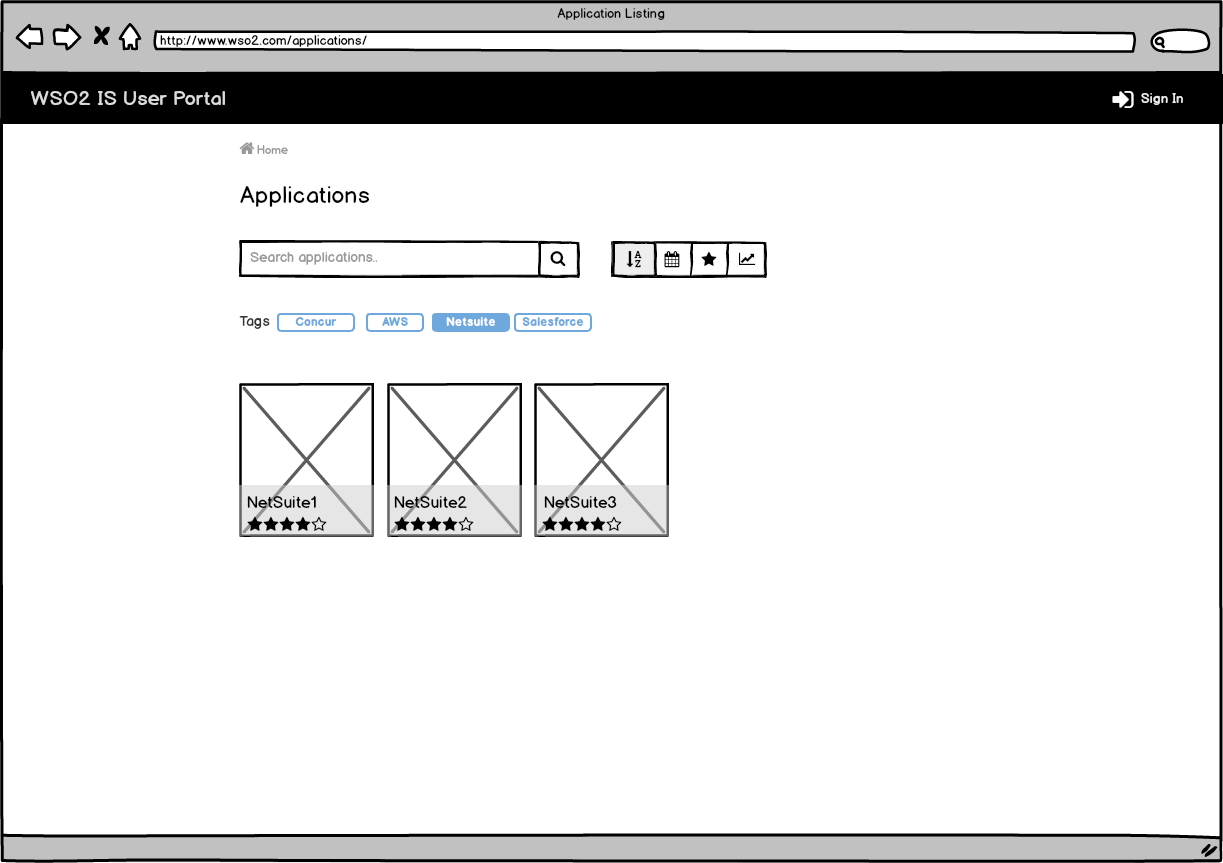 Application Listing
http://www.wso2.com/applications/
WSO2 IS User Portal
Sign In
Home
Applications
Search applications..
A
Z
Tags Concur AWS Netsuite Salesforce
NetSuite1 NetSuite2 NetSuite3